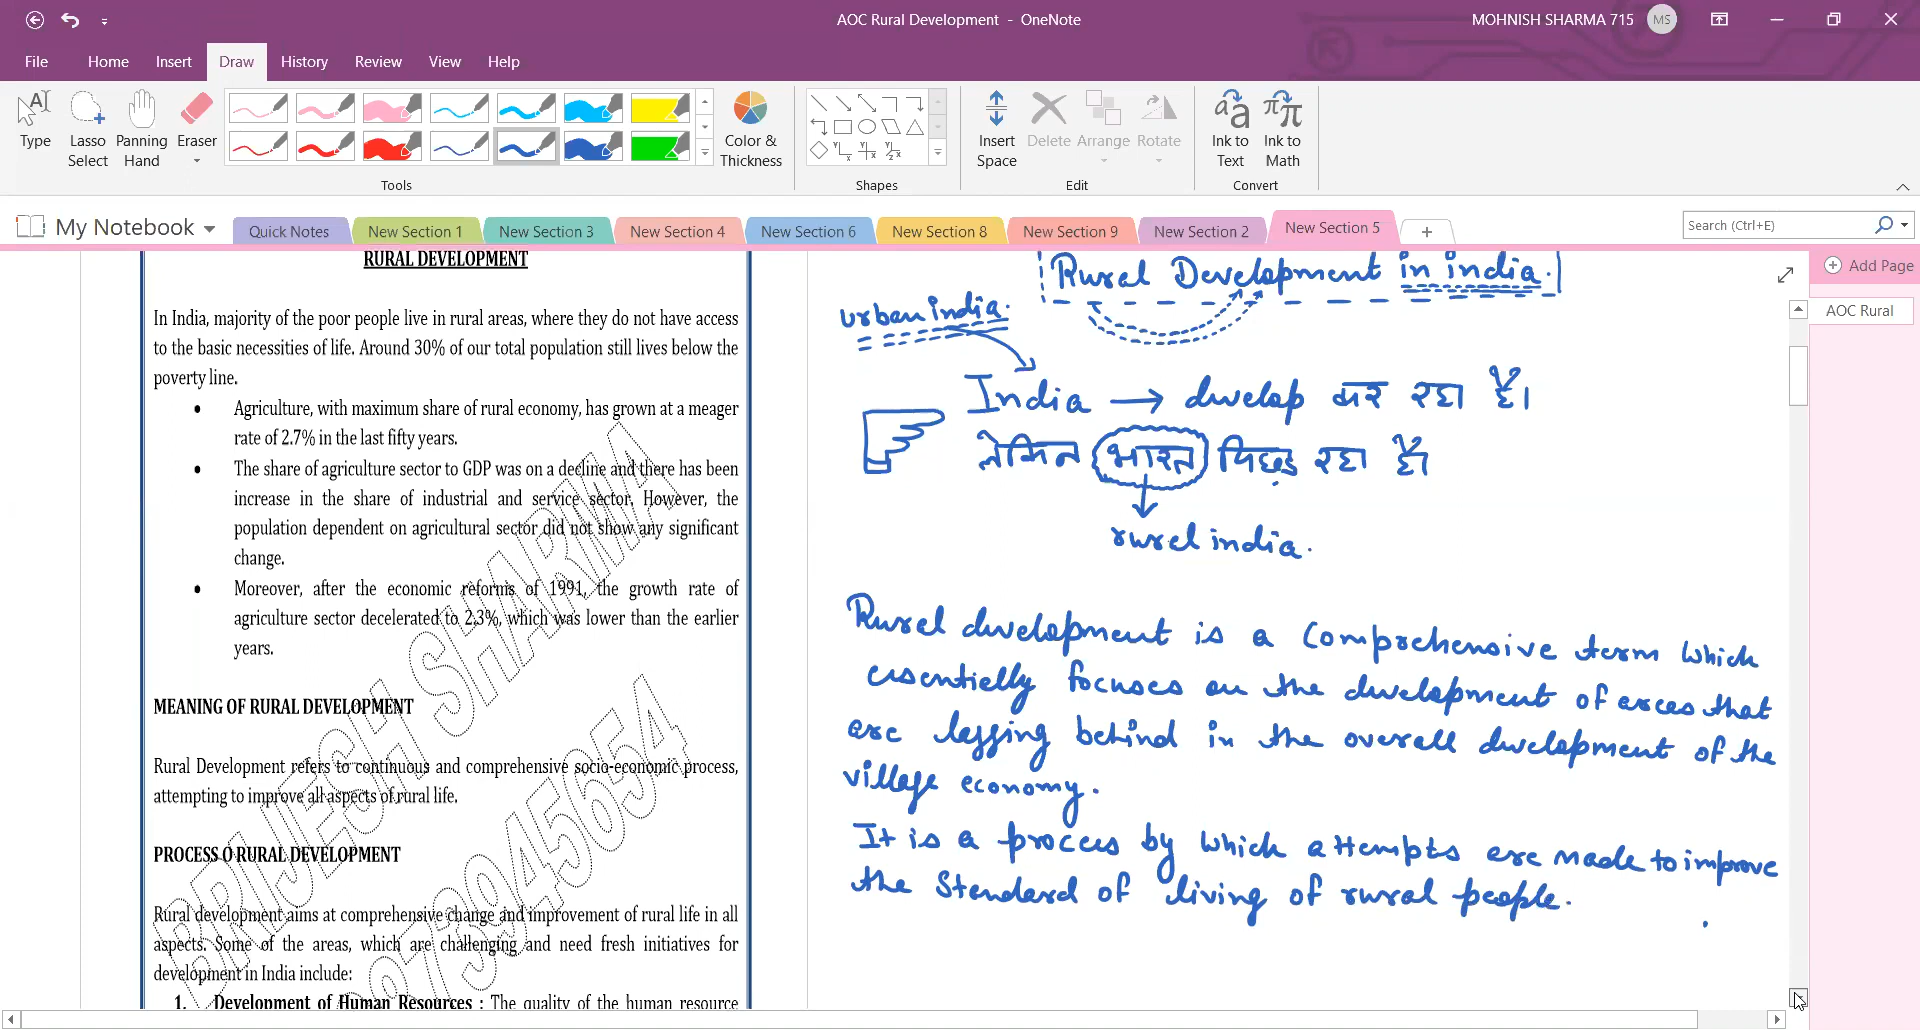 AOC Rural Development - OneNote
MOHNISH SHARMA 715
MS
File Home Insert Draw History Review View Help
Type
Lasso Select
Panning Hand
Eraser
Color & Thickness
Insert Space
Delete
Arrange
Rotate
Ink to Text
Ink to Math
Tools
Shapes
Edit
Convert
My Notebook
Quick Notes
New Section 1
New Section 3
New Section 4
New Section 6
New Section 8
New Section 9
New Section 2
New Section 5
Search (Ctrl+E)
Add Page
AOC Rural
RURAL DEVELOPMENT
In India, majority of the poor people live in rural areas, where they do not have access
to the basic necessities of life. Around 30% of our total population still lives below the
poverty line.
• Agriculture, with maximum share of rural economy, has grown at a meager
rate of 2.7% in the last fifty years.
• The share of agriculture sector to GDP was on a decline and there has been
increase in the share of industrial and service sector. However, the
population dependent on agricultural sector did not show any significant
change.
• Moreover, after the economic reforms of 1991, the growth rate of
agriculture sector decelerated to 2.3%, which was lower than the earlier
years.
MEANING OF RURAL DEVELOPMENT
Rural Development refers to continuous and comprehensive socio-economic process,
attempting to improve all aspects of rural life.
PROCESS O RURAL DEVELOPMENT
Rural development aims at comprehensive change and improvement of rural life in all
aspects. Some of the areas, which are challenging and need fresh initiatives for
development in India include:
1. Development of Human Resources : The quality of the human resource
BRIJESH SHARMA
9873945654
Rural Development in india.
urban india.
India → develop कर रहा है।
लेकिन भारत पिछड़ रहा है।
rural india.
Rural development is a comprehensive term which
essentially focuses on the development of areas that
are lagging behind in the overall development of the
village economy.
It is a process by which attempts are made to improve
the standard of living of rural people.